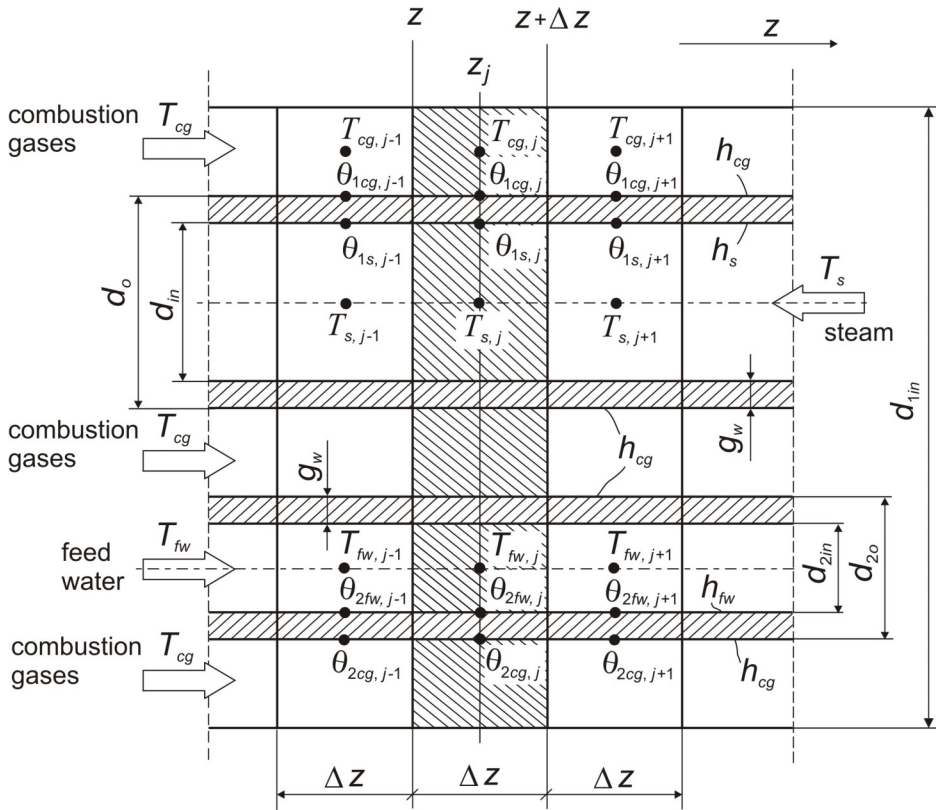 z
z+Δz
z
z_j
combustion gases
T_cg
T_cg, j-1
T_cg, j
T_cg, j+1
h_cg
θ_1cg, j-1
θ_1cg, j
θ_1cg, j+1
θ_1s, j-1
θ_1s, j
θ_1s, j+1
h_s
d_o
d_in
T_s
T_s, j-1
T_s, j
T_s, j+1
steam
d_1in
combustion
gases
T_cg
g_w
h_cg
g_w
feed
water
T_fw
T_fw, j-1
T_fw, j
T_fw, j+1
d_2in
d_2o
θ_2fw, j-1
θ_2fw, j
θ_2fw, j+1
h_fw
combustion
gases
T_cg
θ_2cg, j-1
θ_2cg, j
θ_2cg, j+1
h_cg
Δz
Δz
Δz